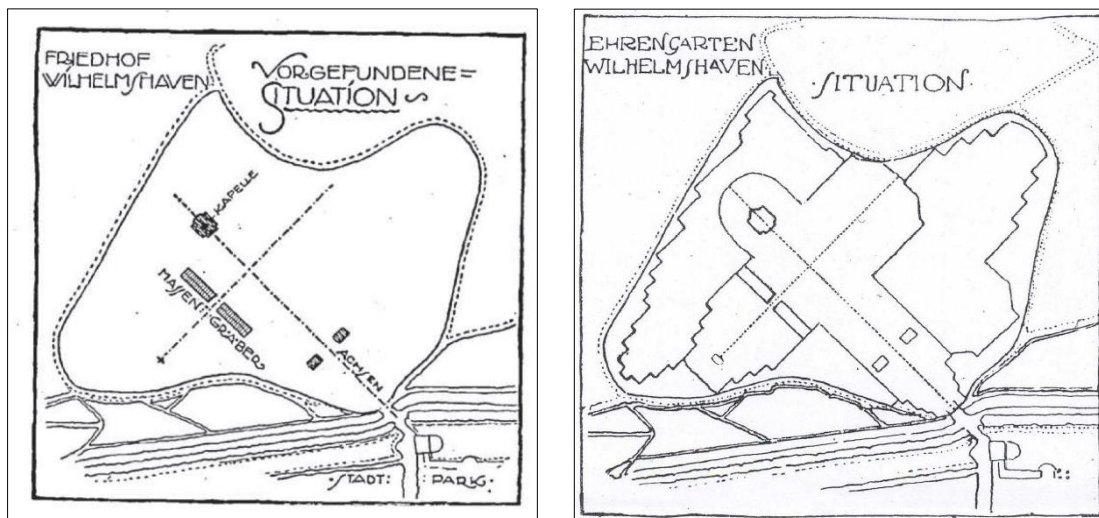 FRIEDHOF
WILHELMSHAVEN
VORGEFUNDENE=
SITUATION
KAPELLE
MASSEN GRÄBER
ACHSEN
STADT: PARK.
EHRENGARTEN
WILHELMSHAVEN
·SITUATION·